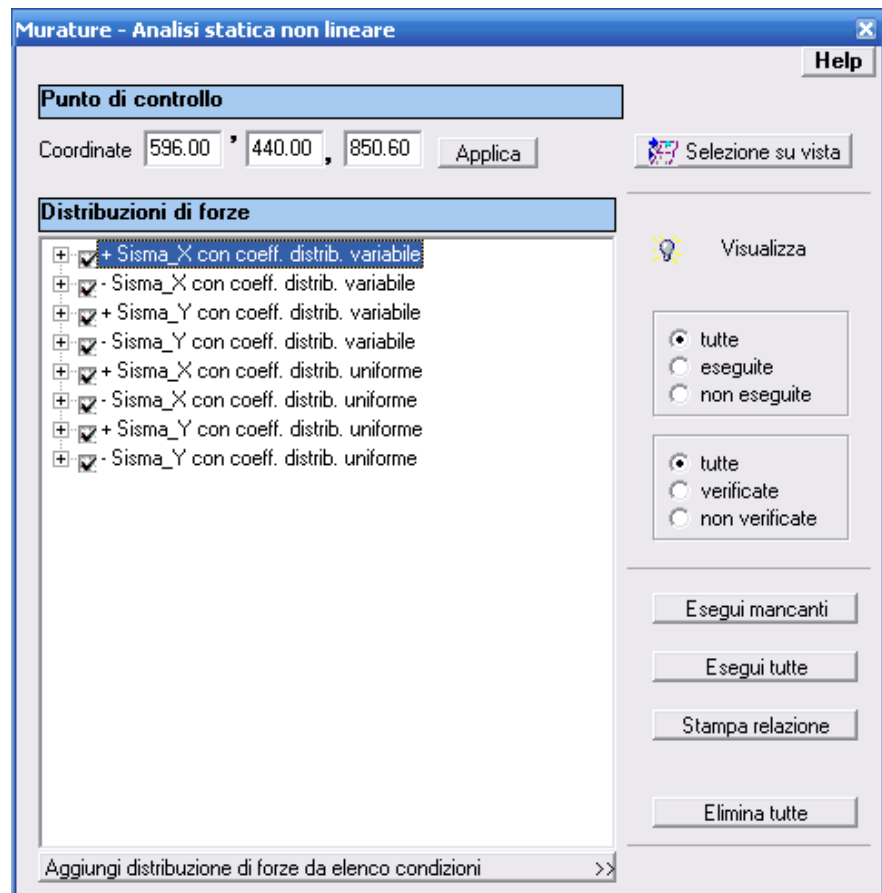 Murature - Analisi statica non lineare
Help
Punto di controllo
Coordinate 596.00 , 440.00 , 850.60 Applica Selezione su vista
Distribuzioni di forze
+ Sisma_X con coeff. distrib. variabile
- Sisma_X con coeff. distrib. variabile
+ Sisma_Y con coeff. distrib. variabile
- Sisma_Y con coeff. distrib. variabile
+ Sisma_X con coeff. distrib. uniforme
- Sisma_X con coeff. distrib. uniforme
+ Sisma_Y con coeff. distrib. uniforme
- Sisma_Y con coeff. distrib. uniforme
Aggiungi distribuzione di forze da elenco condizioni >>
Visualizza
tutte
eseguite
non eseguite
tutte
verificate
non verificate
Esegui mancanti
Esegui tutte
Stampa relazione
Elimina tutte